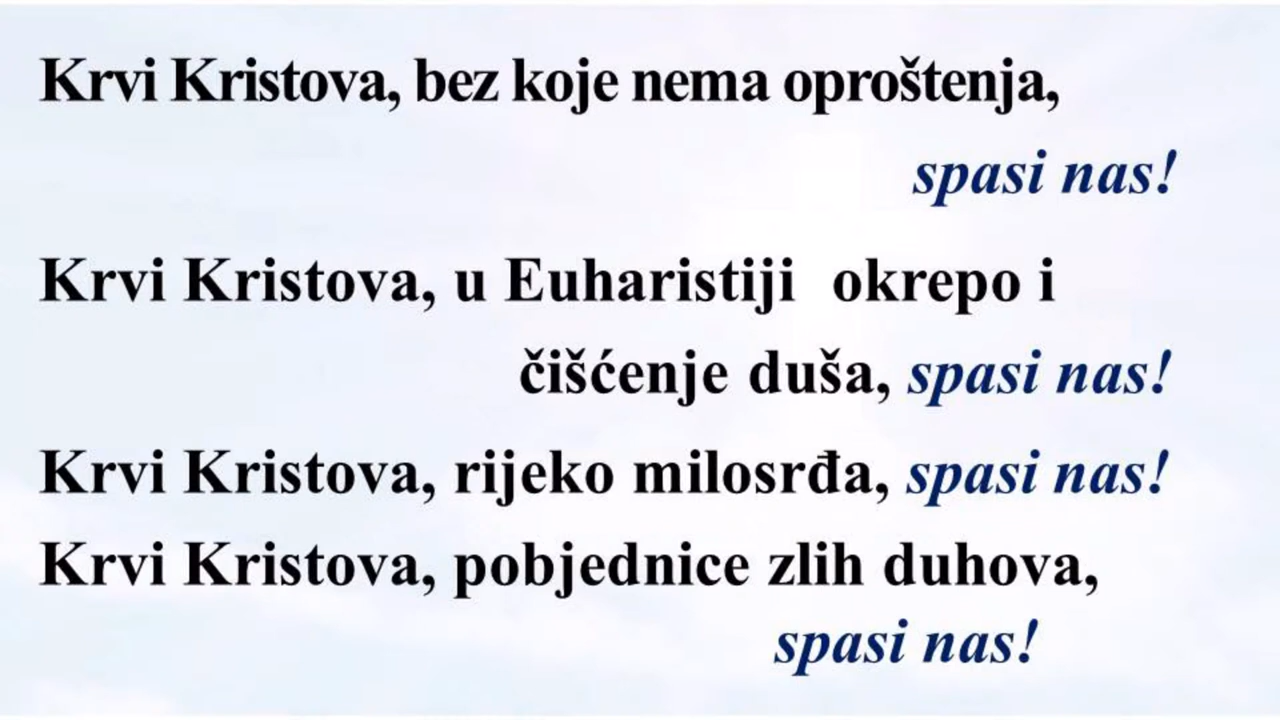 Krvi Kristova, bez koje nema oproštenja,
spasi nas!
Krvi Kristova, u Euharistiji okrepo i
čišćenje duša, spasi nas!
Krvi Kristova, rijeko milosrđa, spasi nas!
Krvi Kristova, pobjednice zlih duhova,
spasi nas!